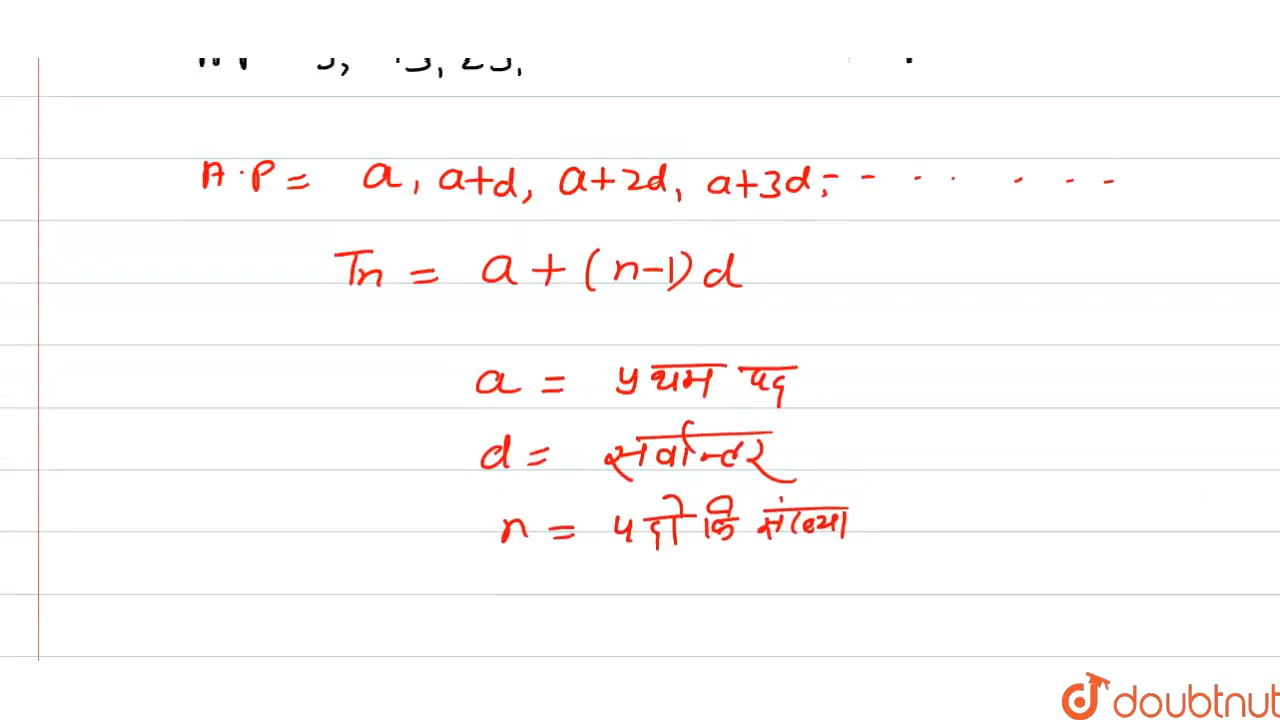 A.P = a, a+d, a+2d, a+3d, - - . . . . .
Tn = a + (n-1)d
a = प्रथम पद
d = सर्वान्तर
n = पदो कि संख्या
doubtnut